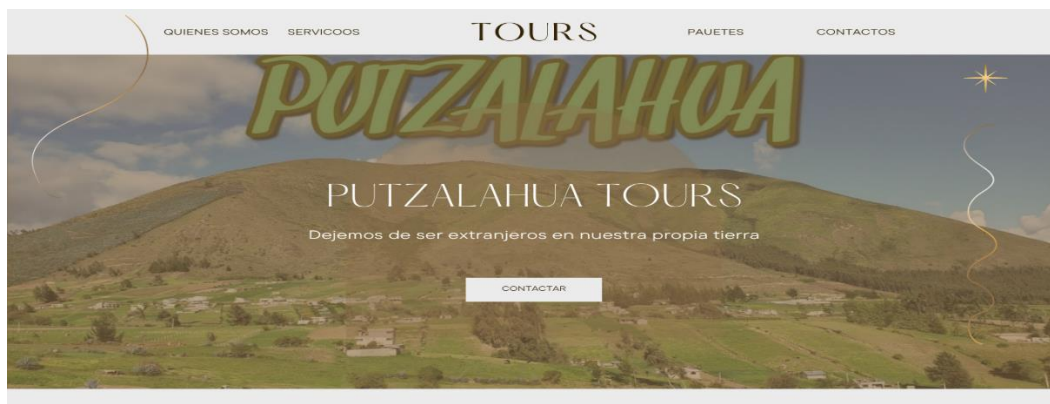 QUIENES SOMOS SERVICOOS TOURS PAUETES CONTACTOS
PUTZALAHUA
PUTZALAHUA TOURS
Dejemos de ser extranjeros en nuestra propia tierra
CONTACTAR